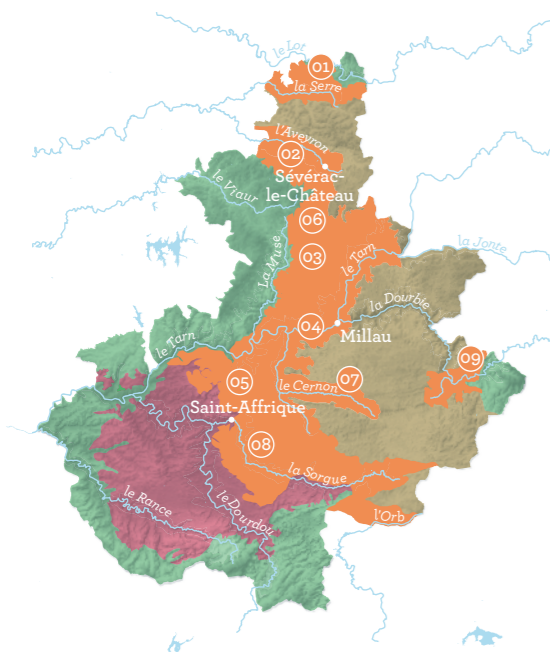 le Lot
01
la Serre
l'Aveyron
02
Sévérac-
le-Château
le Viaur
06
La Muse
03
le Tarn
la Jonte
la Dourbie
04
Millau
le Tarn
09
05
le Cernon
07
Saint-Affrique
08
la Sorgue
le Rance
le Dourdou
l'Orb